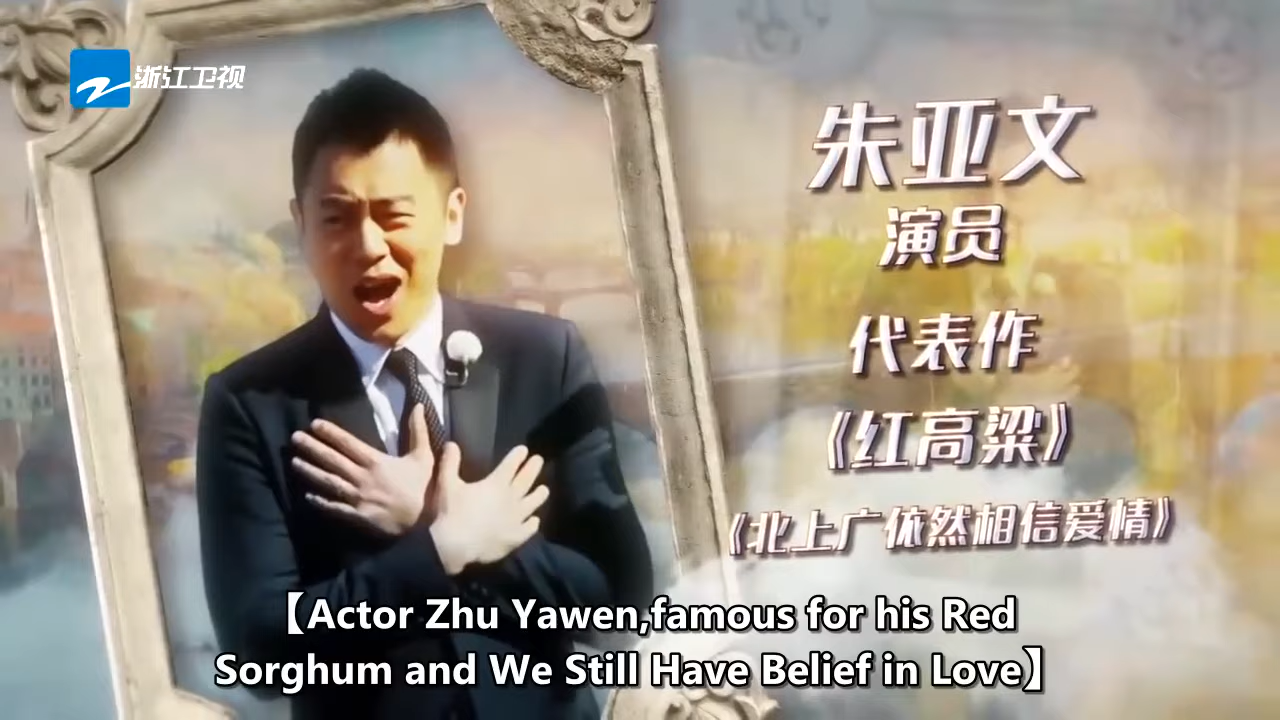 浙江卫视
朱亚文
演员
代表作
《红高粱》
《北上广依然相信爱情》
【Actor Zhu Yawen,famous for his Red
Sorghum and We Still Have Belief in Love】